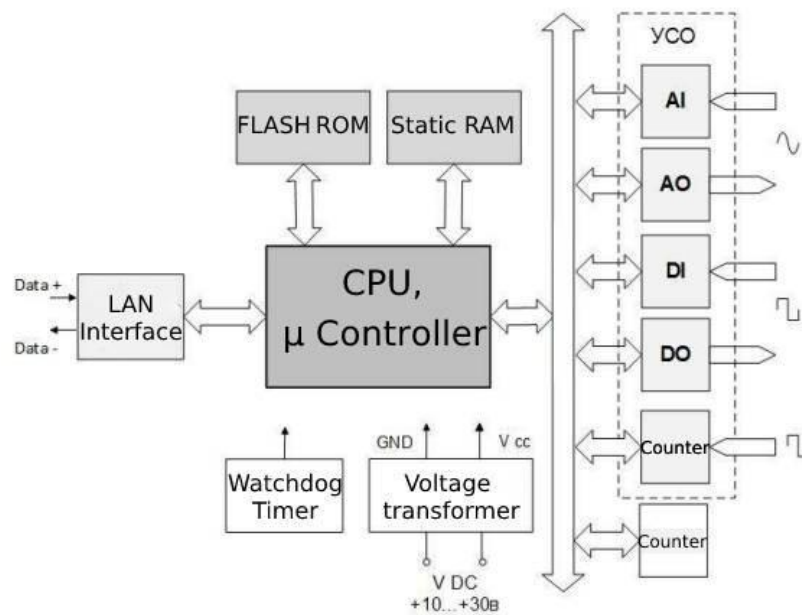 УСО
FLASH ROM
Static RAM
AI
AO
CPU,
µ Controller
DI
Data +
LAN
Interface
Data -
DO
GND
V cc
Counter
Watchdog
Timer
Voltage
transformer
Counter
V DC
+10...+30в